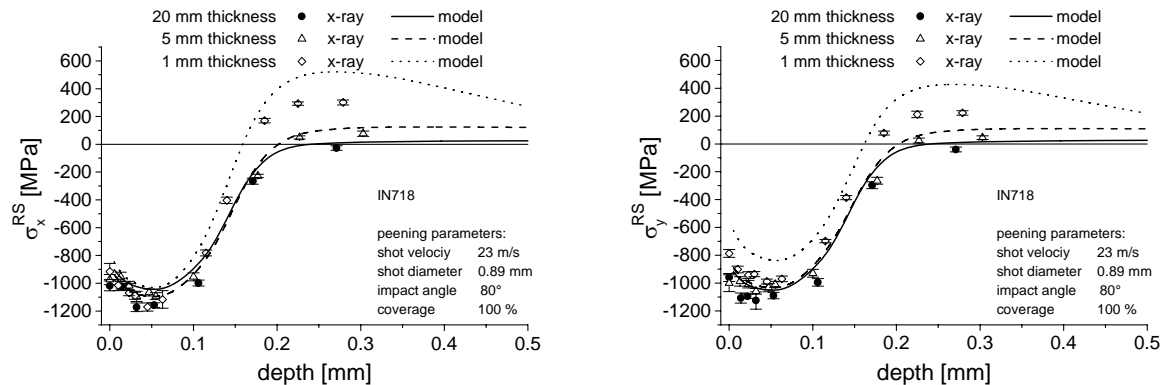 20 mm thickness x-ray model
5 mm thickness x-ray model
1 mm thickness x-ray model
600
400
200
0
-200
-400
-600
-800
-1000
-1200
σxRS [MPa]
IN718
peening parameters:
shot velociy 23 m/s
shot diameter 0.89 mm
impact angle 80°
coverage 100 %
0.0 0.1 0.2 0.3 0.4 0.5
depth [mm]
20 mm thickness x-ray model
5 mm thickness x-ray model
1 mm thickness x-ray model
600
400
200
0
-200
-400
-600
-800
-1000
-1200
σyRS [MPa]
IN718
peening parameters:
shot velociy 23 m/s
shot diameter 0.89 mm
impact angle 80°
coverage 100 %
0.0 0.1 0.2 0.3 0.4 0.5
depth [mm]